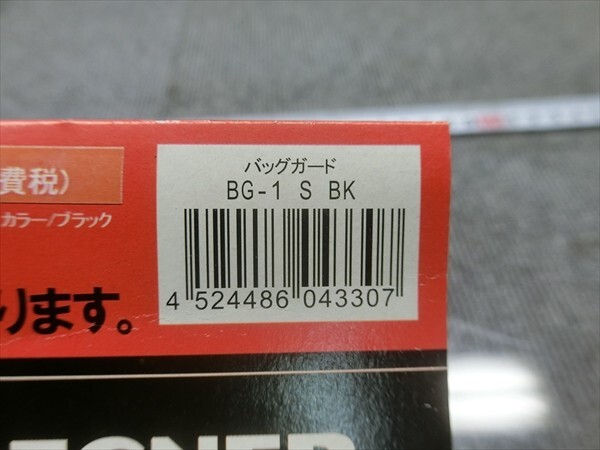 バッグガード
BG-1 S BK
4 524486 043307
費税)
カラー/ブラック
ります。